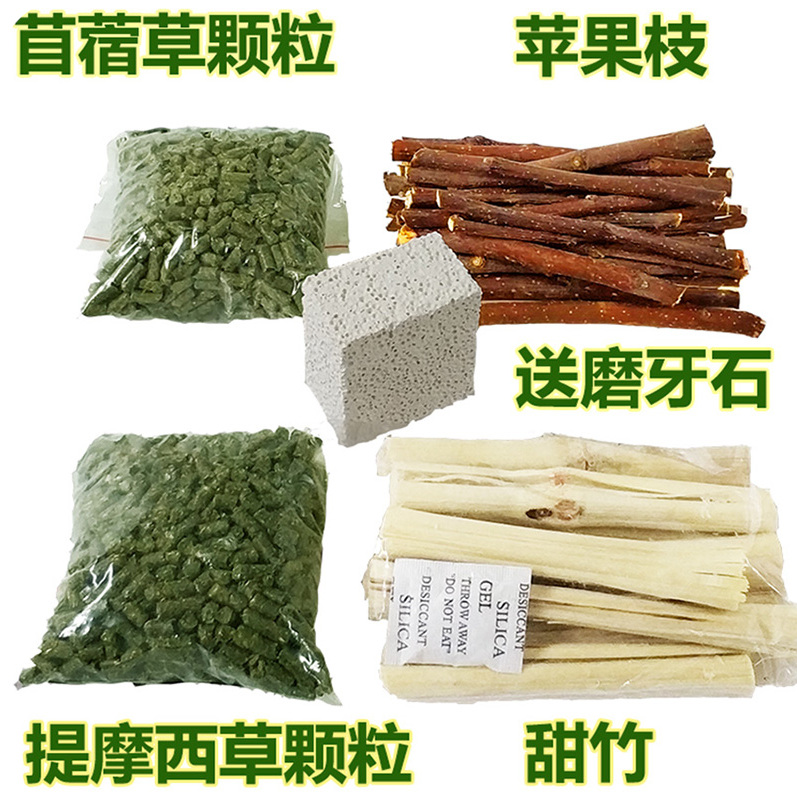 苜蓿草颗粒
苹果枝
送磨牙石
DESICCANT
SILICA
GEL
THROW AWAY
"DO NOT EAT"
"DESICCANT
SILICA
提摩西草颗粒
甜竹